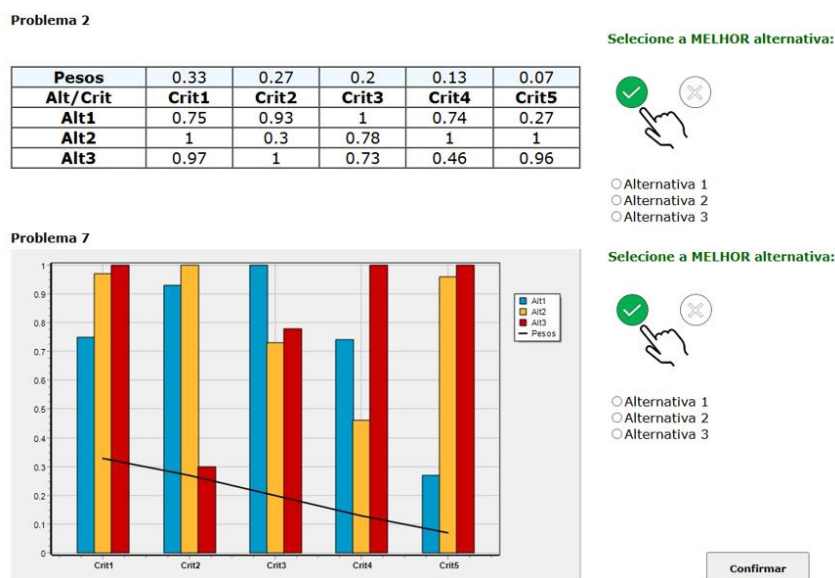 Problema 2
Selecione a MELHOR alternativa:
Pesos 0.33 0.27 0.2 0.13 0.07
Alt/Crit Crit1 Crit2 Crit3 Crit4 Crit5
Alt1 0.75 0.93 1 0.74 0.27
Alt2 1 0.3 0.78 1 1
Alt3 0.97 1 0.73 0.46 0.96
Alternativa 1
Alternativa 2
Alternativa 3
Problema 7
Selecione a MELHOR alternativa:
1
0.9
0.8
0.7
0.6
0.5
0.4
0.3
0.2
0.1
0
Crit1 Crit2 Crit3 Crit4 Crit5
Alt1
Alt2
Alt3
Pesos
Alternativa 1
Alternativa 2
Alternativa 3
Confirmar